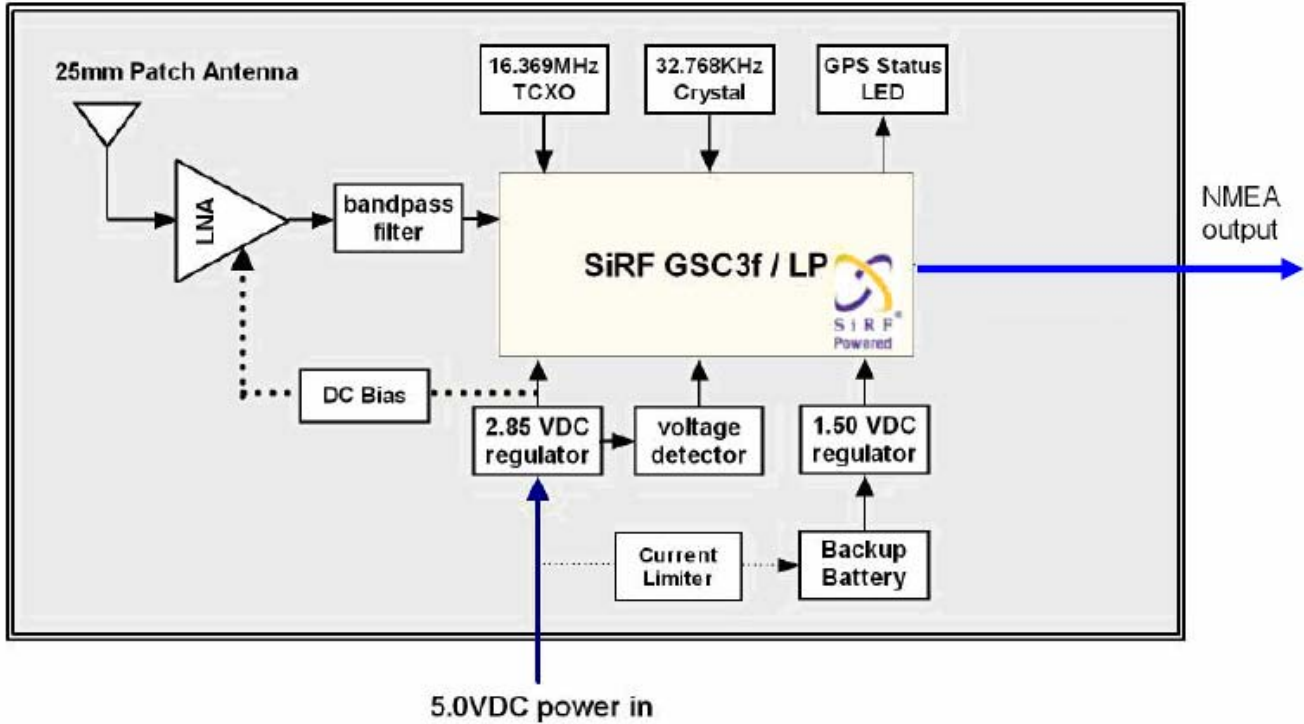 25mm Patch Antenna
16.369MHz
TCXO
32.768KHz
Crystal
GPS Status
LED
LNA
bandpass
filter
SiRF GSC3f / LP
SiRF®
Powered
NMEA
output
DC Bias
2.85 VDC
regulator
voltage
detector
1.50 VDC
regulator
Current
Limiter
Backup
Battery
5.0VDC power in